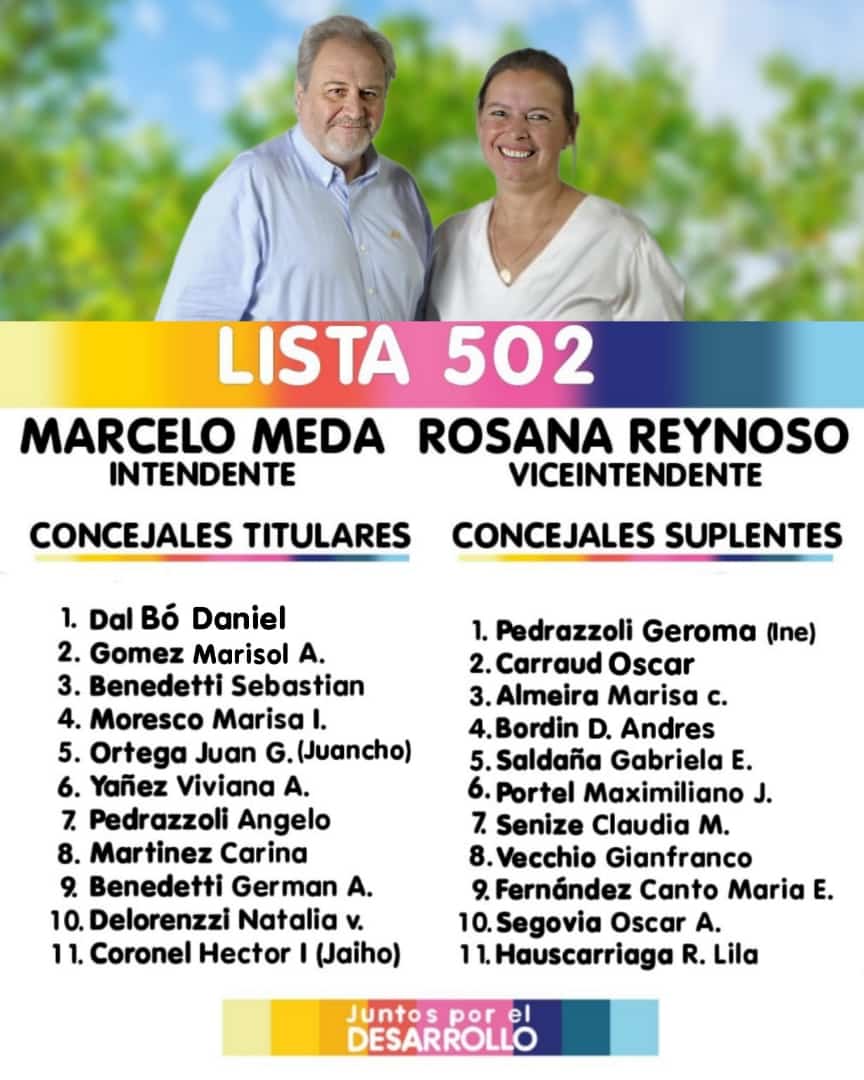 LISTA 502
MARCELO MEDA
INTENDENTE
ROSANA REYNOSO
VICEINTENDENTE
CONCEJALES TITULARES
1. Dal Bó Daniel
2. Gomez Marisol A.
3. Benedetti Sebastian
4. Moresco Marisa I.
5. Ortega Juan G. (Juancho)
6. Yañez Viviana A.
7. Pedrazzoli Angelo
8. Martinez Carina
9. Benedetti German A.
10. Delorenzzi Natalia v.
11. Coronel Hector I (Jaiho)
CONCEJALES SUPLENTES
1. Pedrazzoli Geroma (Ine)
2. Carraud Oscar
3. Almeira Marisa c.
4. Bordin D. Andres
5. Saldaña Gabriela E.
6. Portel Maximiliano J.
7. Senize Claudia M.
8. Vecchio Gianfranco
9. Fernández Canto Maria E.
10. Segovia Oscar A.
11. Hauscarriaga R. Lila
Juntos por el
DESARROLLO